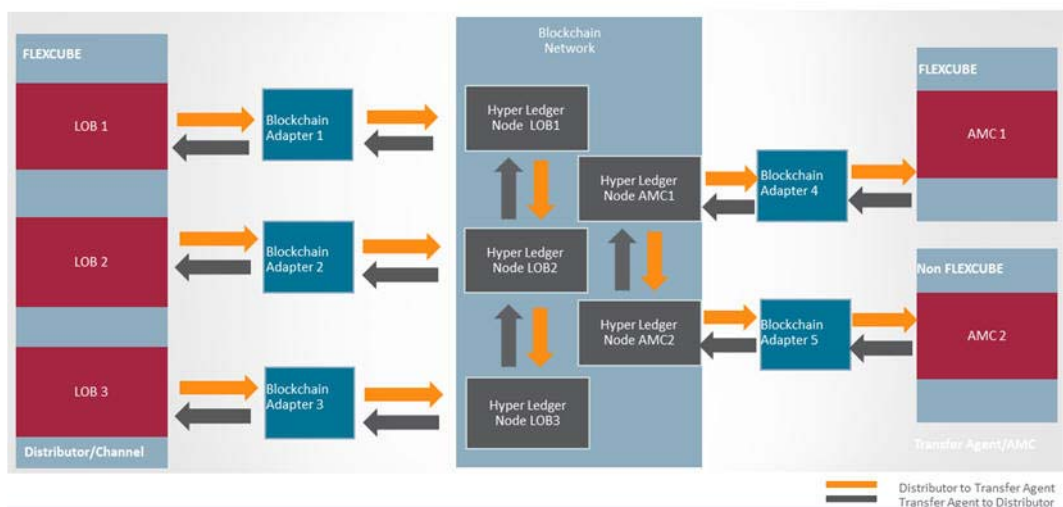 FLEXCUBE
LOB 1
LOB 2
LOB 3
Distributor/Channel
Blockchain
Adapter 1
Blockchain
Adapter 2
Blockchain
Adapter 3
Blockchain
Network
Hyper Ledger
Node LOB1
Hyper Ledger
Node AMC1
Hyper Ledger
Node LOB2
Hyper Ledger
Node AMC2
Hyper Ledger
Node LOB3
Blockchain
Adapter 4
Blockchain
Adapter 5
FLEXCUBE
AMC 1
Non FLEXCUBE
AMC 2
Transfer Agent/AMC
Distributor to Transfer Agent
Transfer Agent to Distributor